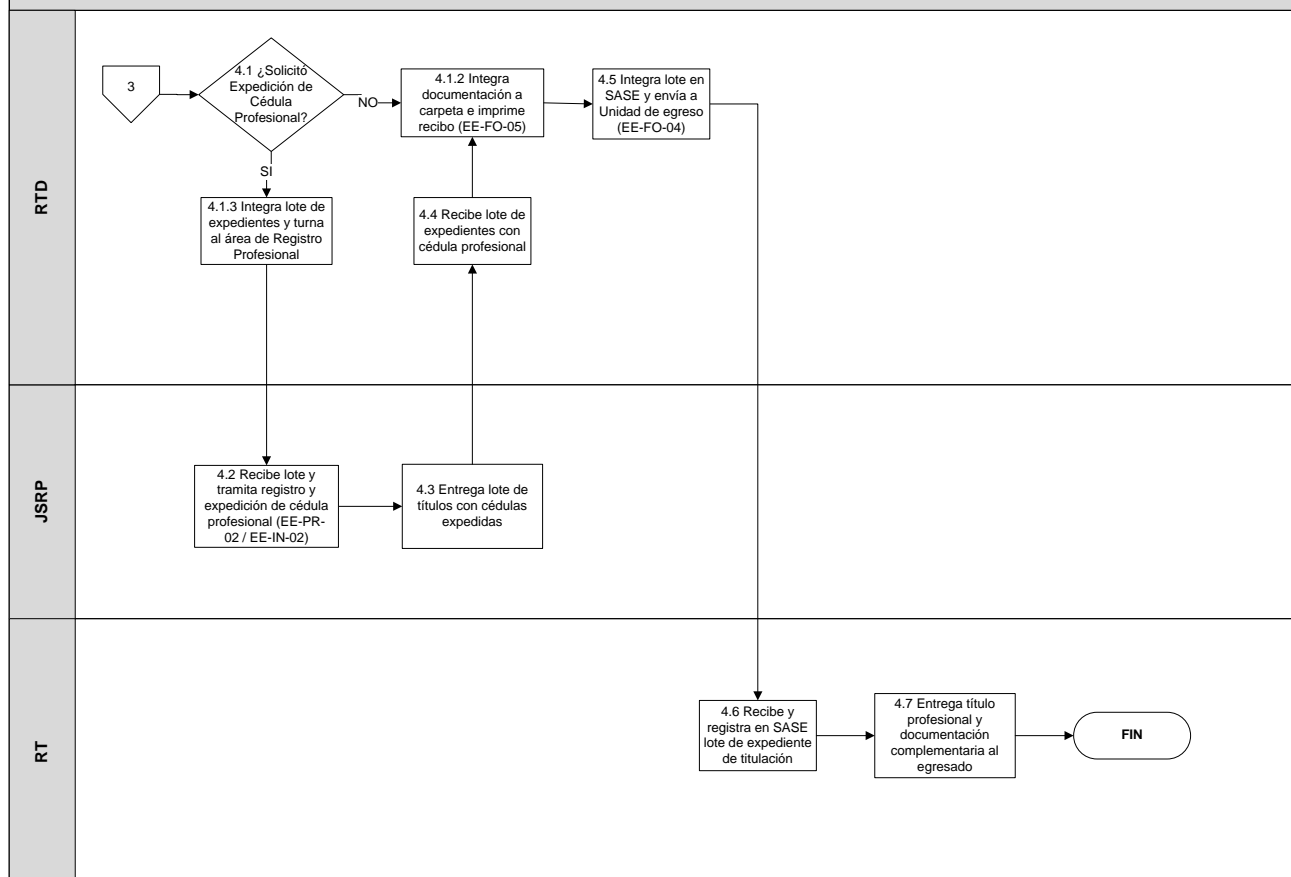 RTD
3
4.1 ¿Solicitó
Expedición de
Cédula
Profesional?
NO
SI
4.1.2 Integra
documentación a
carpeta e imprime
recibo (EE-FO-05)
4.5 Integra lote en
SASE y envía a
Unidad de egreso
(EE-FO-04)
4.1.3 Integra lote de
expedientes y turna
al área de Registro
Profesional
4.4 Recibe lote de
expedientes con
cédula profesional
JSRP
4.2 Recibe lote y
tramita registro y
expedición de cédula
profesional (EE-PR-
02 / EE-IN-02)
4.3 Entrega lote de
títulos con cédulas
expedidas
RT
4.6 Recibe y
registra en SASE
lote de expediente
de titulación
4.7 Entrega título
profesional y
documentación
complementaria al
egresado
FIN